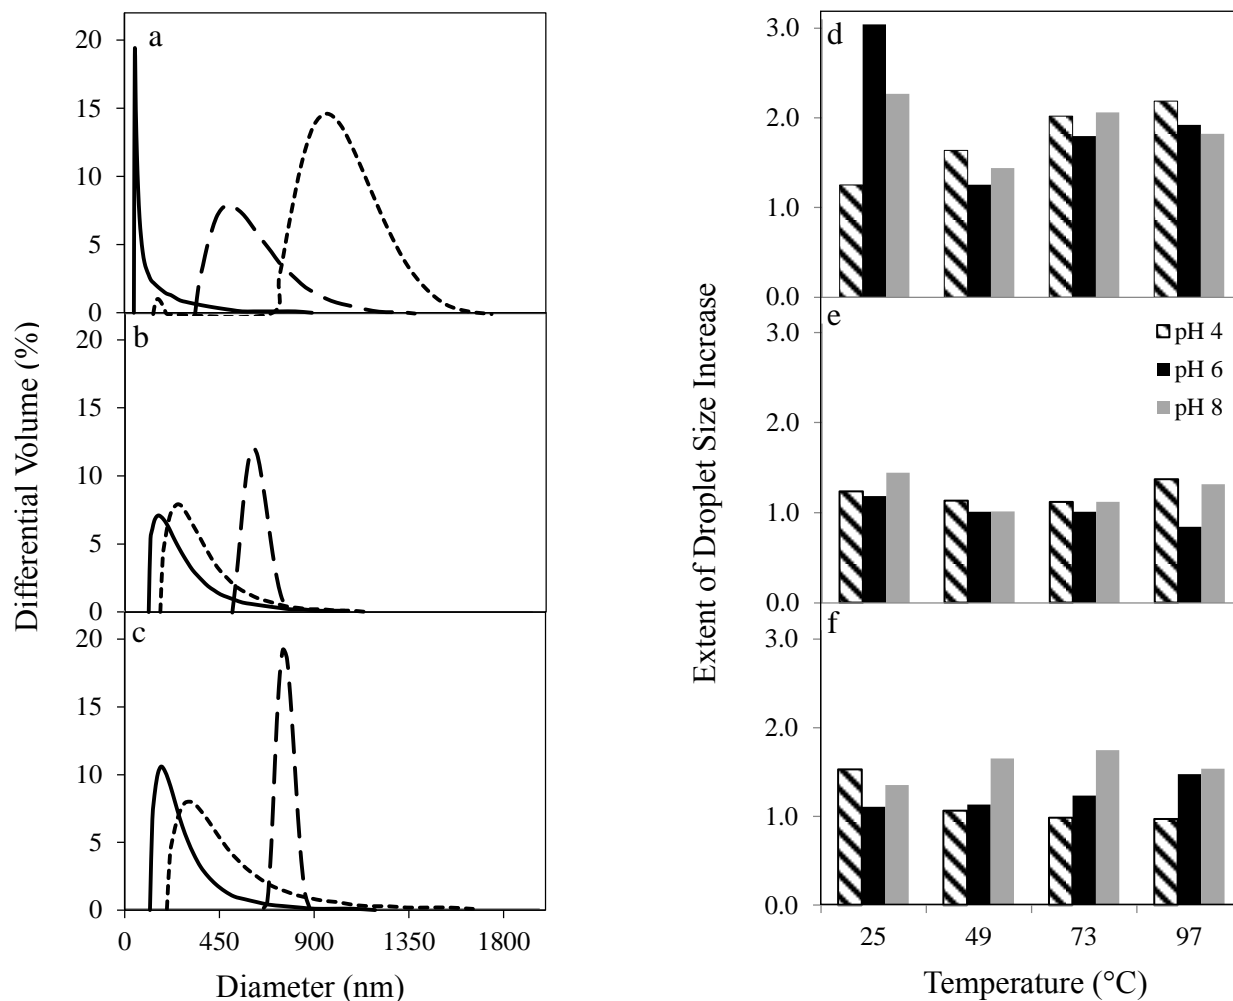 a
20
15
10
5
0
b
20
15
10
5
0
c
20
15
10
5
0
0 450 900 1350 1800
Diameter (nm)
Differential Volume (%)
d
3.0
2.0
1.0
0.0
e
3.0
2.0
1.0
0.0
pH 4
pH 6
pH 8
f
3.0
2.0
1.0
0.0
25 49 73 97
Temperature (°C)
Extent of Droplet Size Increase